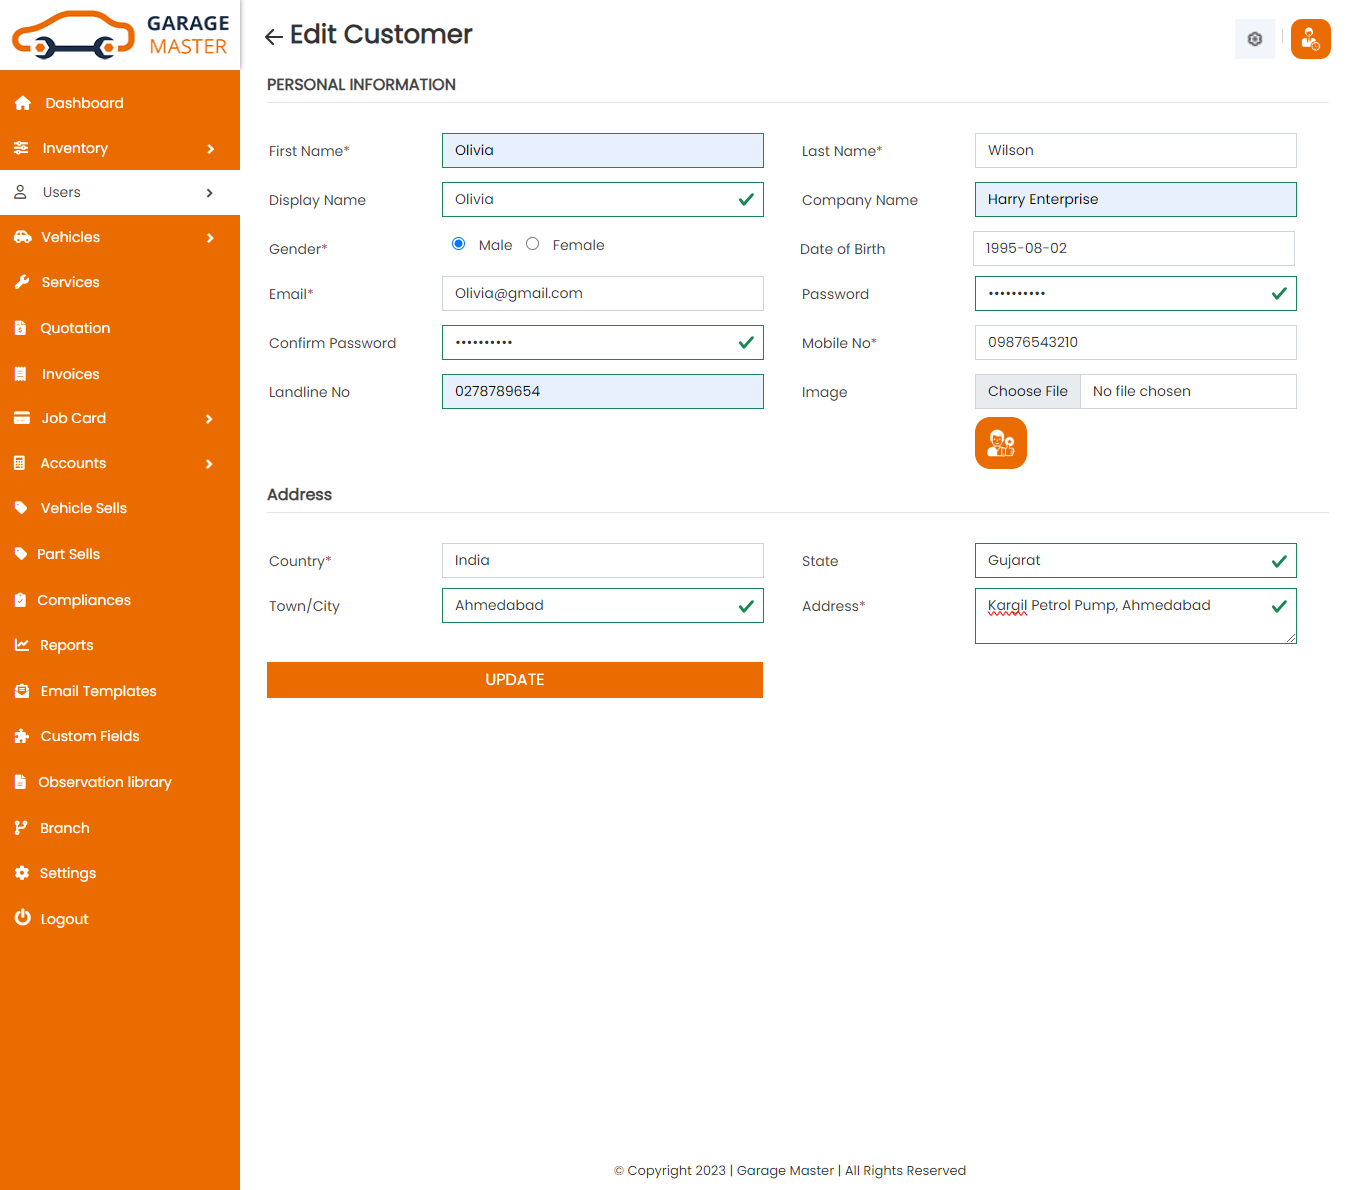 GARAGE
MASTER
Dashboard
Inventory
Users
Vehicles
Services
Quotation
Invoices
Job Card
Accounts
Vehicle Sells
Part Sells
Compliances
Reports
Email Templates
Custom Fields
Observation library
Branch
Settings
Logout
Edit Customer
PERSONAL INFORMATION
First Name* Olivia Last Name* Wilson
Display Name Olivia Company Name Harry Enterprise
Gender* Male Female Date of Birth 1995-08-02
Email* Olivia@gmail.com Password ••••••••••
Confirm Password •••••••••• Mobile No* 09876543210
Landline No 0278789654 Image Choose File No file chosen
Address
Country* India State Gujarat
Town/City Ahmedabad Address* Kargil Petrol Pump, Ahmedabad
UPDATE
© Copyright 2023 | Garage Master | All Rights Reserved